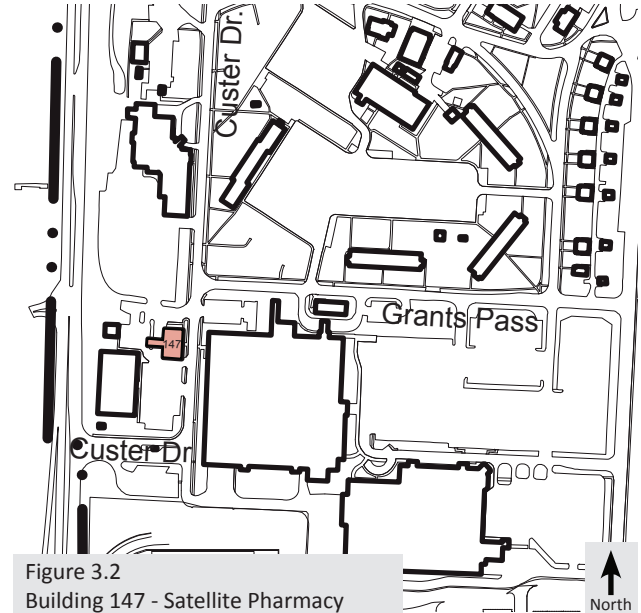 Custer Dr.
Grants Pass
147
Custer Dr.
Figure 3.2
Building 147 - Satellite Pharmacy
North